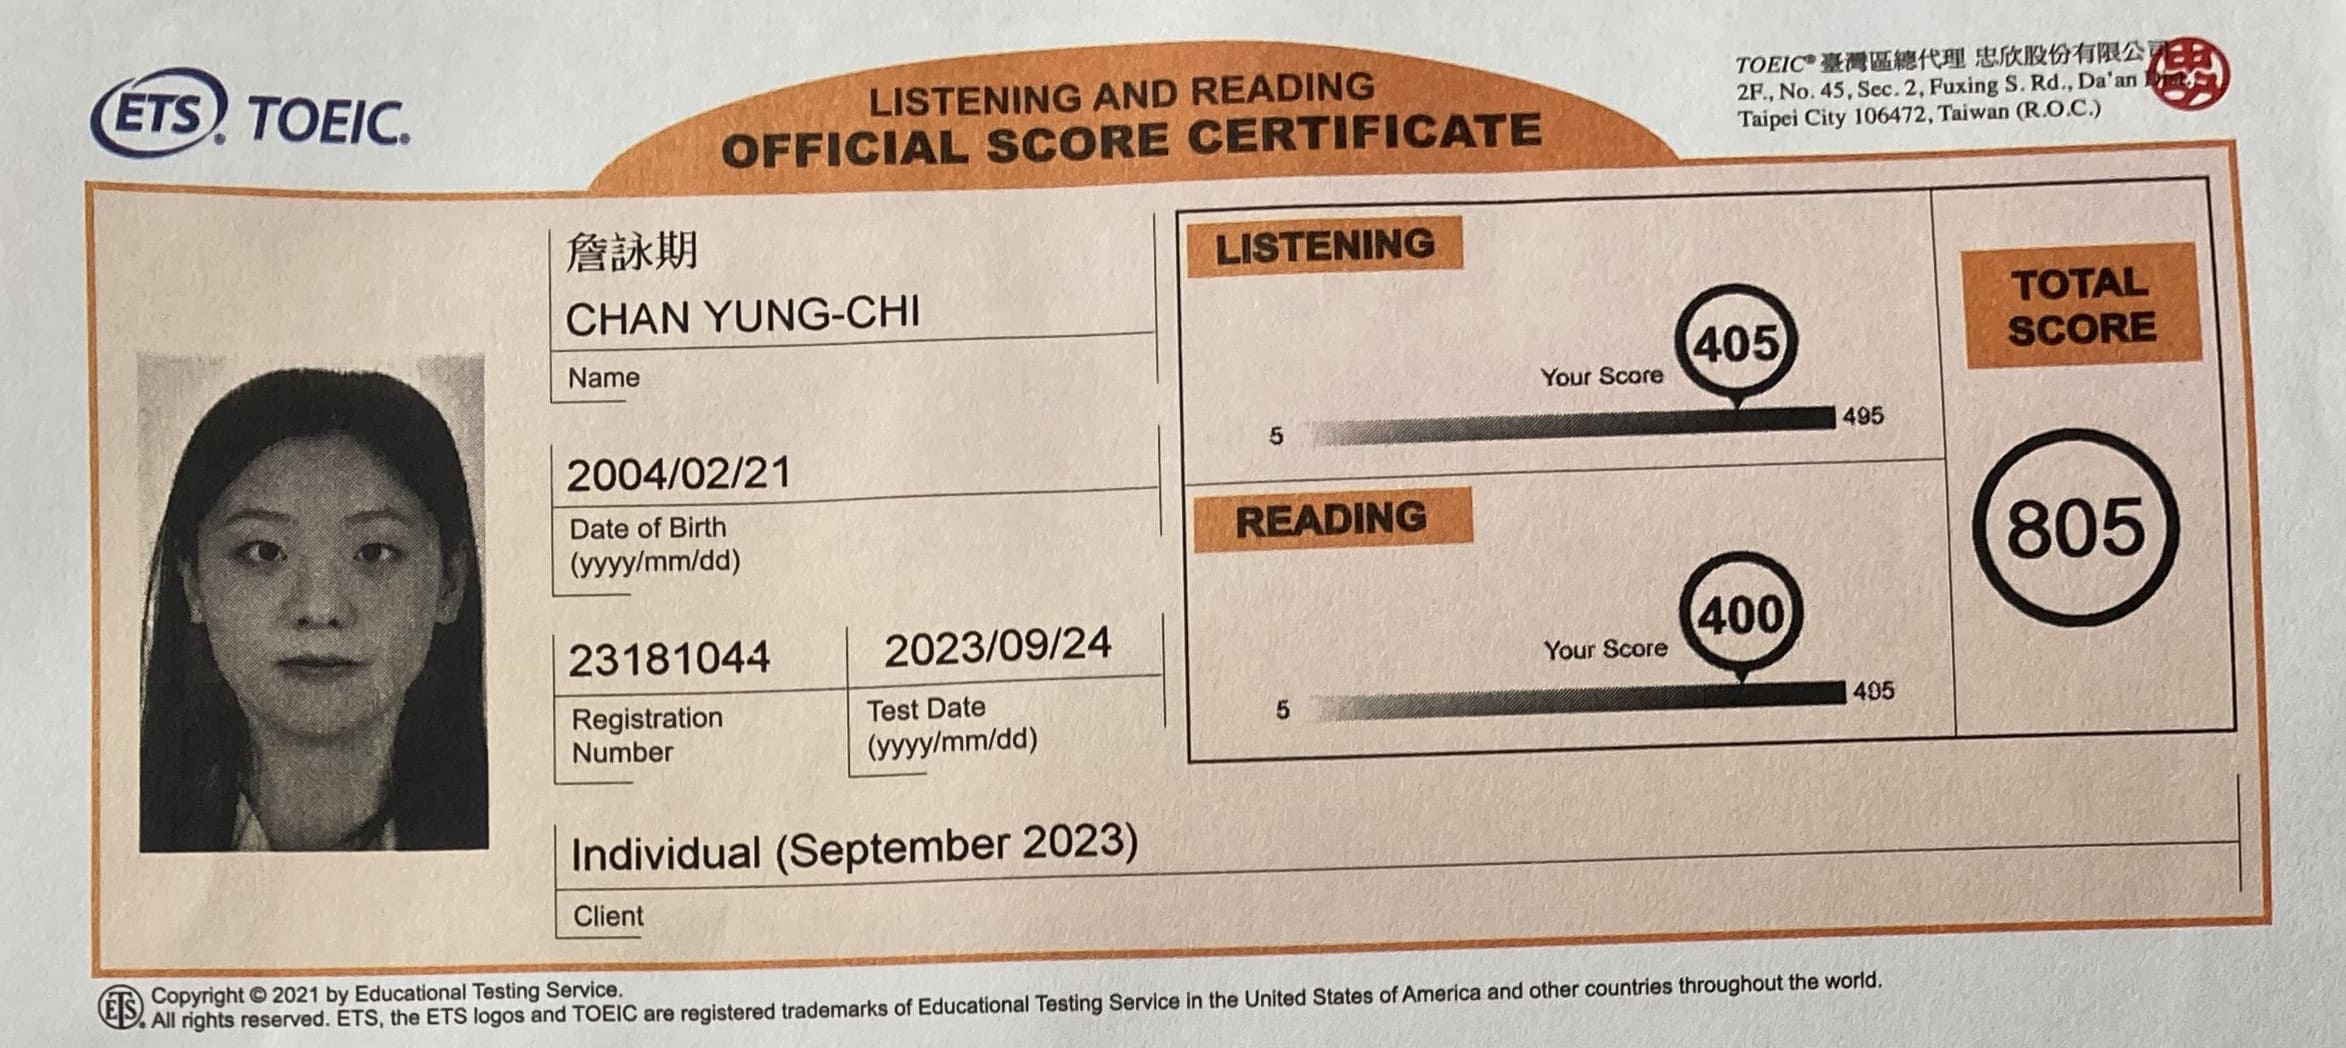 ETS. TOEIC.
LISTENING AND READING
OFFICIAL SCORE CERTIFICATE
TOEIC® 臺灣區總代理 忠欣股份有限公司
2F., No. 45, Sec. 2, Fuxing S. Rd., Da'an
Taipei City 106472, Taiwan (R.O.C.)
詹詠期
CHAN YUNG-CHI
Name
2004/02/21
Date of Birth
(yyyy/mm/dd)
23181044
Registration
Number
2023/09/24
Test Date
(yyyy/mm/dd)
Individual (September 2023)
Client
LISTENING
Your Score
405
5
495
READING
Your Score
400
5
495
TOTAL
SCORE
805
ETS. Copyright © 2021 by Educational Testing Service.
All rights reserved. ETS, the ETS logos and TOEIC are registered trademarks of Educational Testing Service in the United States of America and other countries throughout the world.